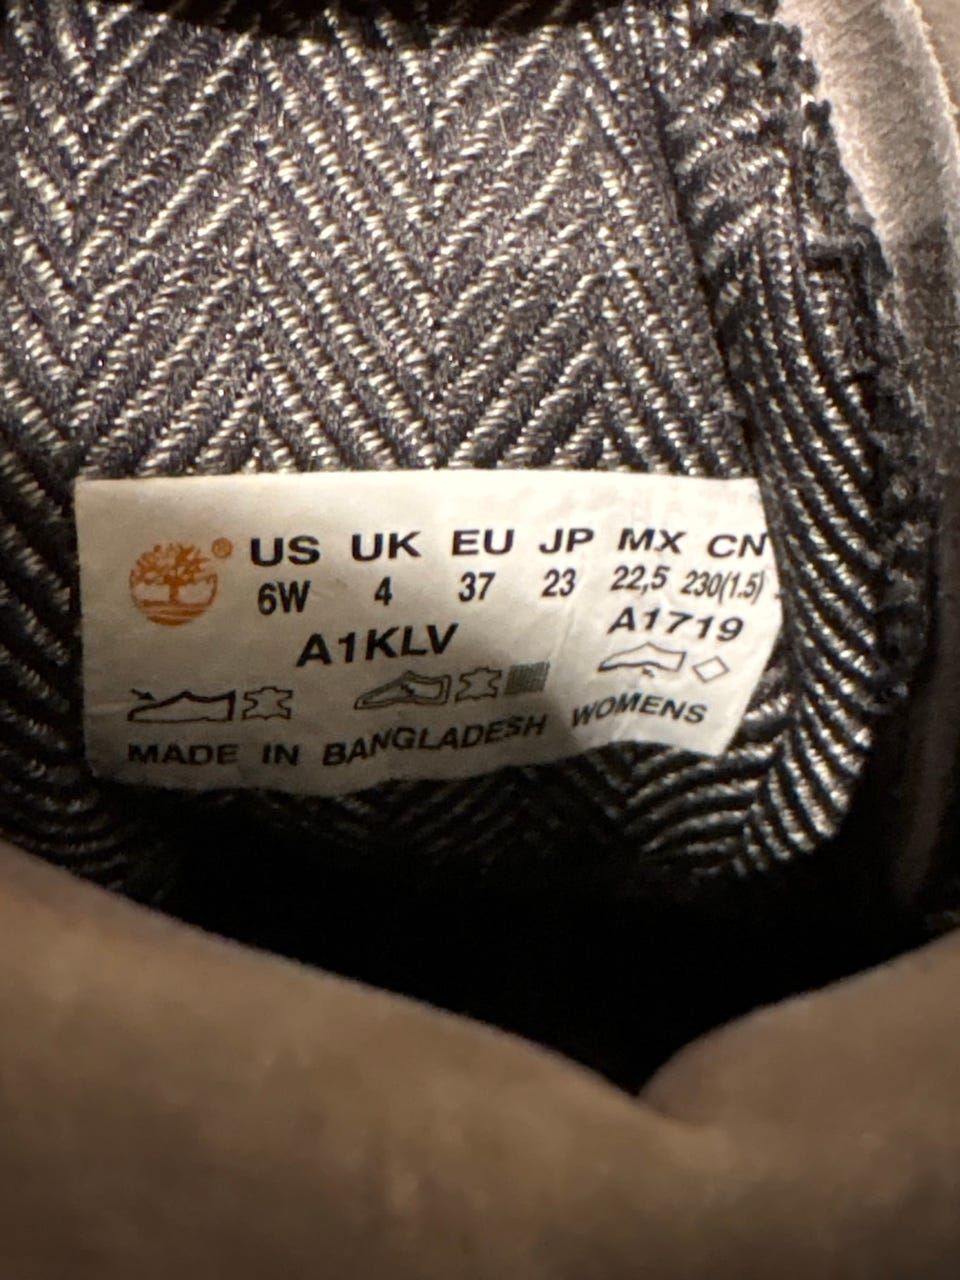 ® US UK EU JP MX CN
6W 4 37 23 22,5 230(1.5)
A1KLV A1719
MADE IN BANGLADESH WOMENS